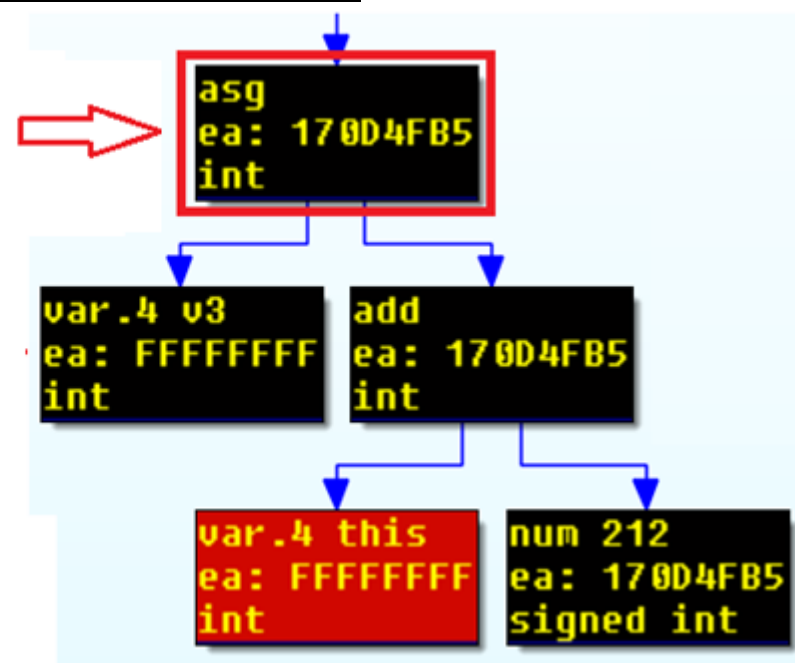 asg
ea: 170D4FB5
int
var.4 v3
ea: FFFFFFFF
int
add
ea: 170D4FB5
int
var.4 this
ea: FFFFFFFF
int
num 212
ea: 170D4FB5
signed int